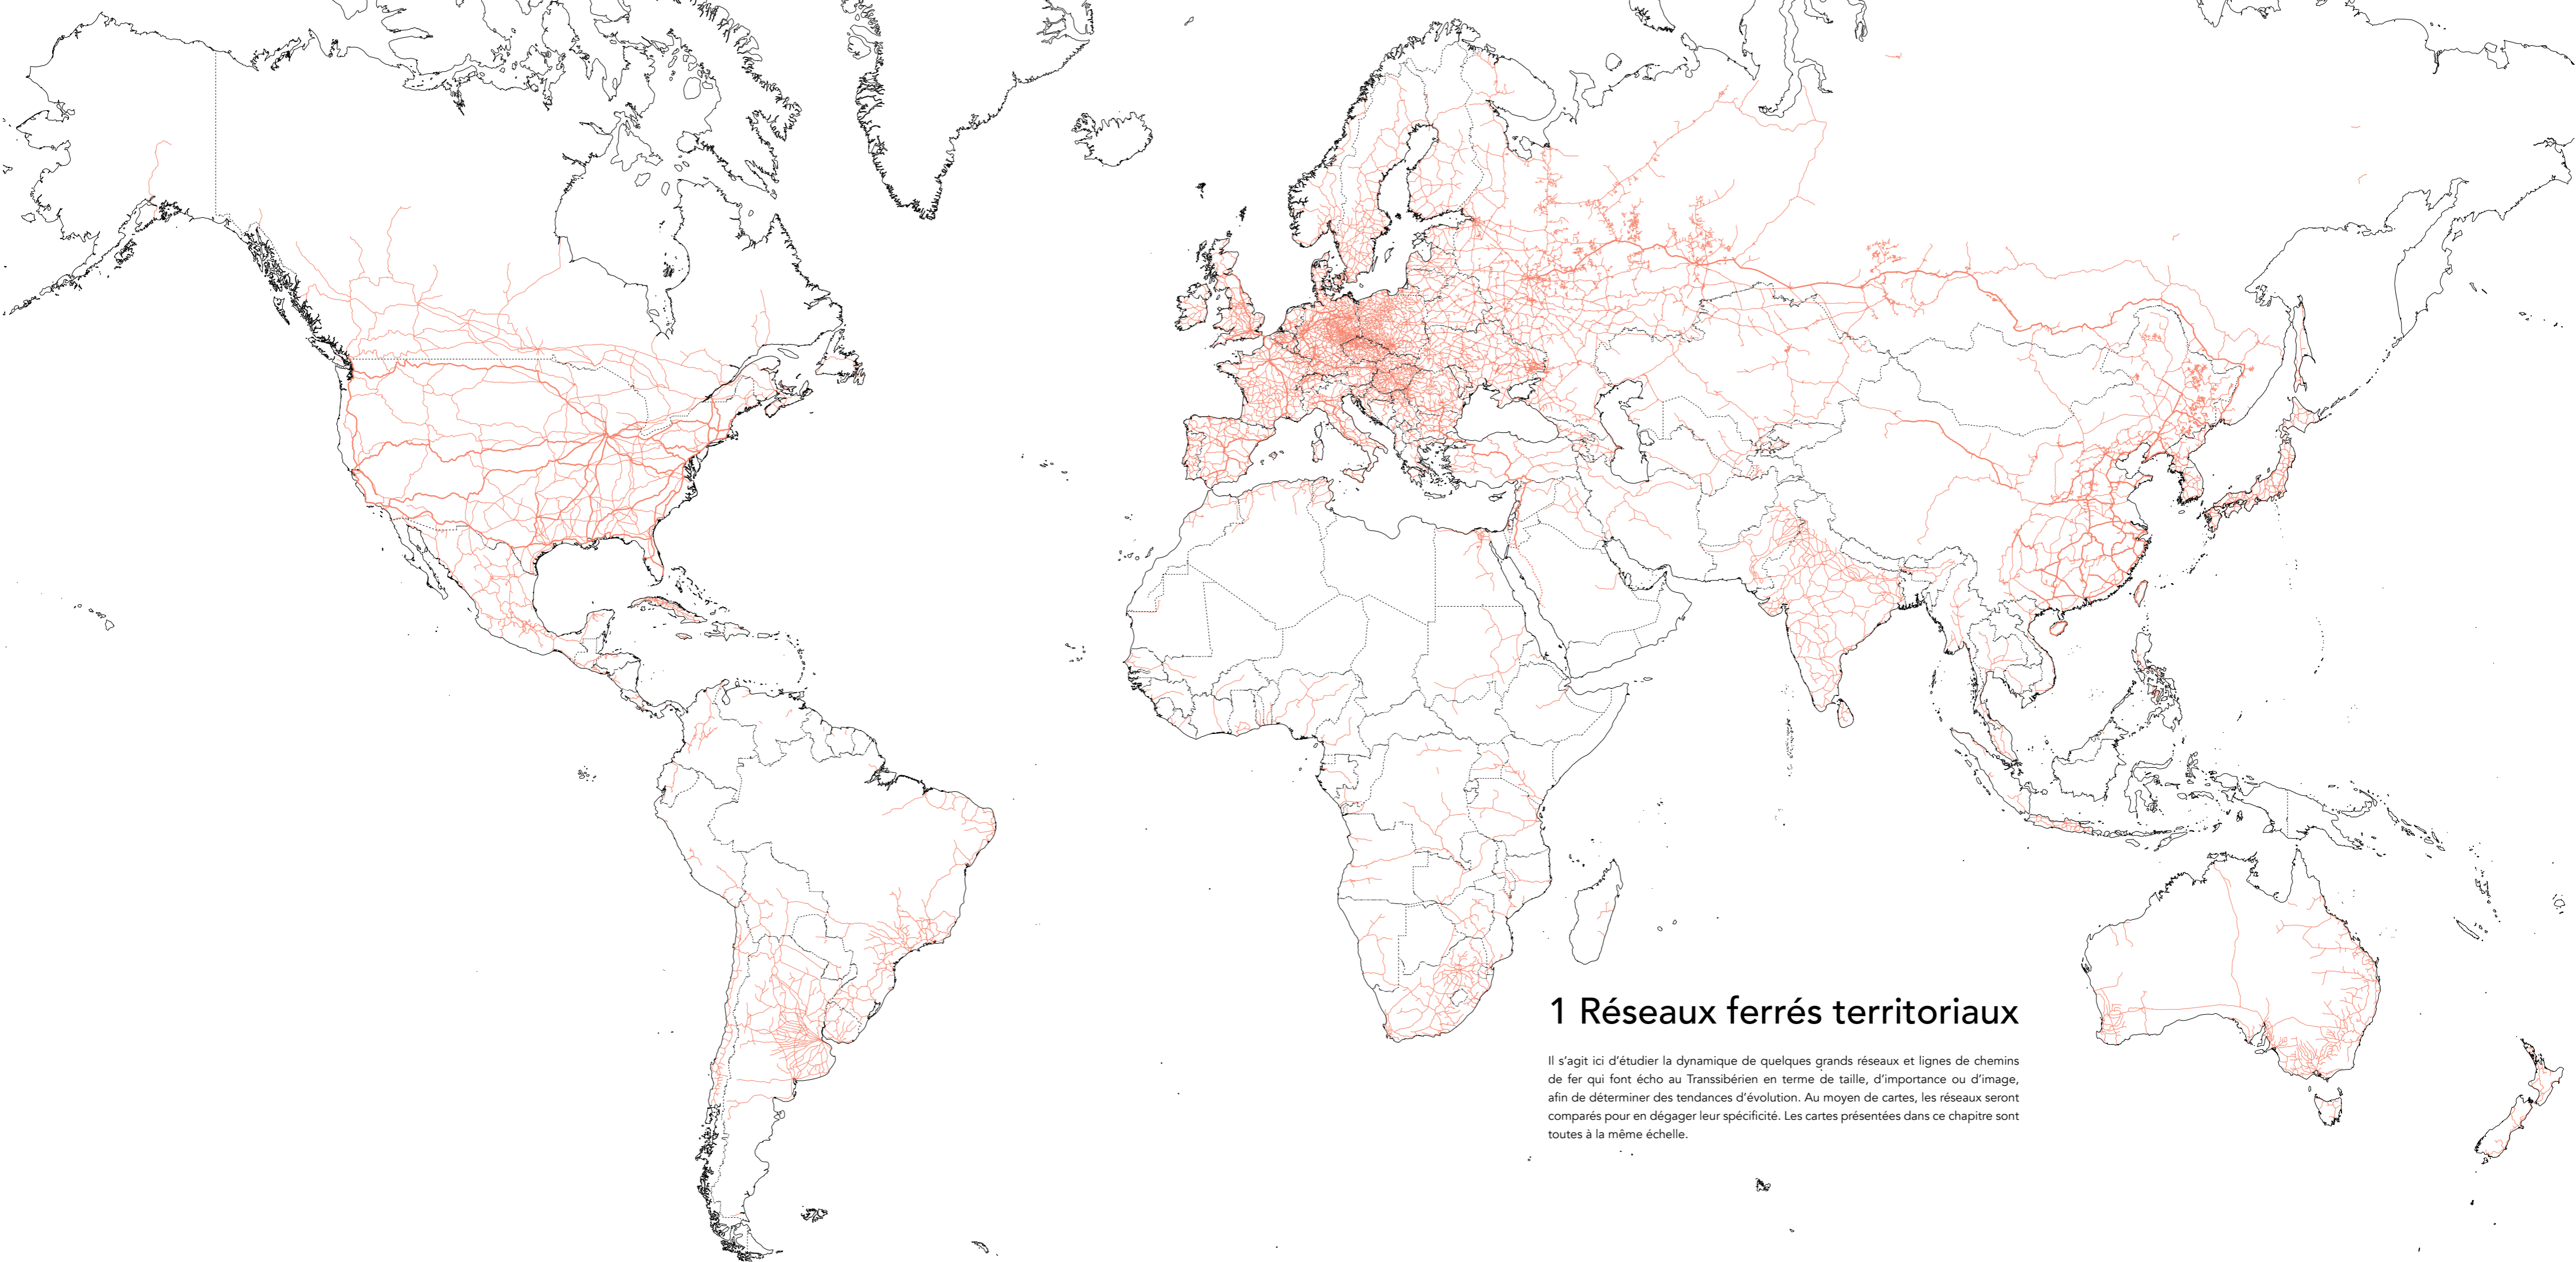 1 Réseaux ferrés territoriaux
Il s’agit ici d’étudier la dynamique de quelques grands réseaux et lignes de chemins
de fer qui font écho au Transsibérien en terme de taille, d’importance ou d’image,
afin de déterminer des tendances d’évolution. Au moyen de cartes, les réseaux seront
comparés pour en dégager leur spécificité. Les cartes présentées dans ce chapitre sont
toutes à la même échelle.